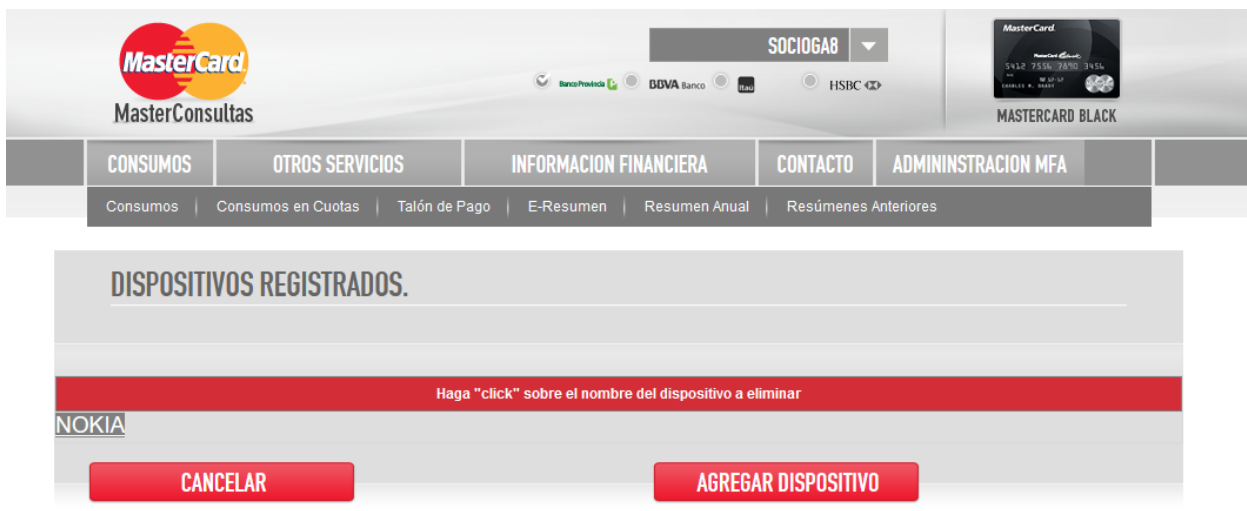 MasterCard
MasterConsultas
SOCIOGA8
Banco Provincia
BBVA Banco
Itaú
HSBC
MasterCard
5412 7556 7890 3456
MASTERCARD BLACK
CONSUMOS OTROS SERVICIOS INFORMACION FINANCIERA CONTACTO ADMININSTRACION MFA
Consumos | Consumos en Cuotas | Talón de Pago | E-Resumen | Resumen Anual | Resúmenes Anteriores
DISPOSITIVOS REGISTRADOS.
Haga "click" sobre el nombre del dispositivo a eliminar
NOKIA
CANCELAR AGREGAR DISPOSITIVO